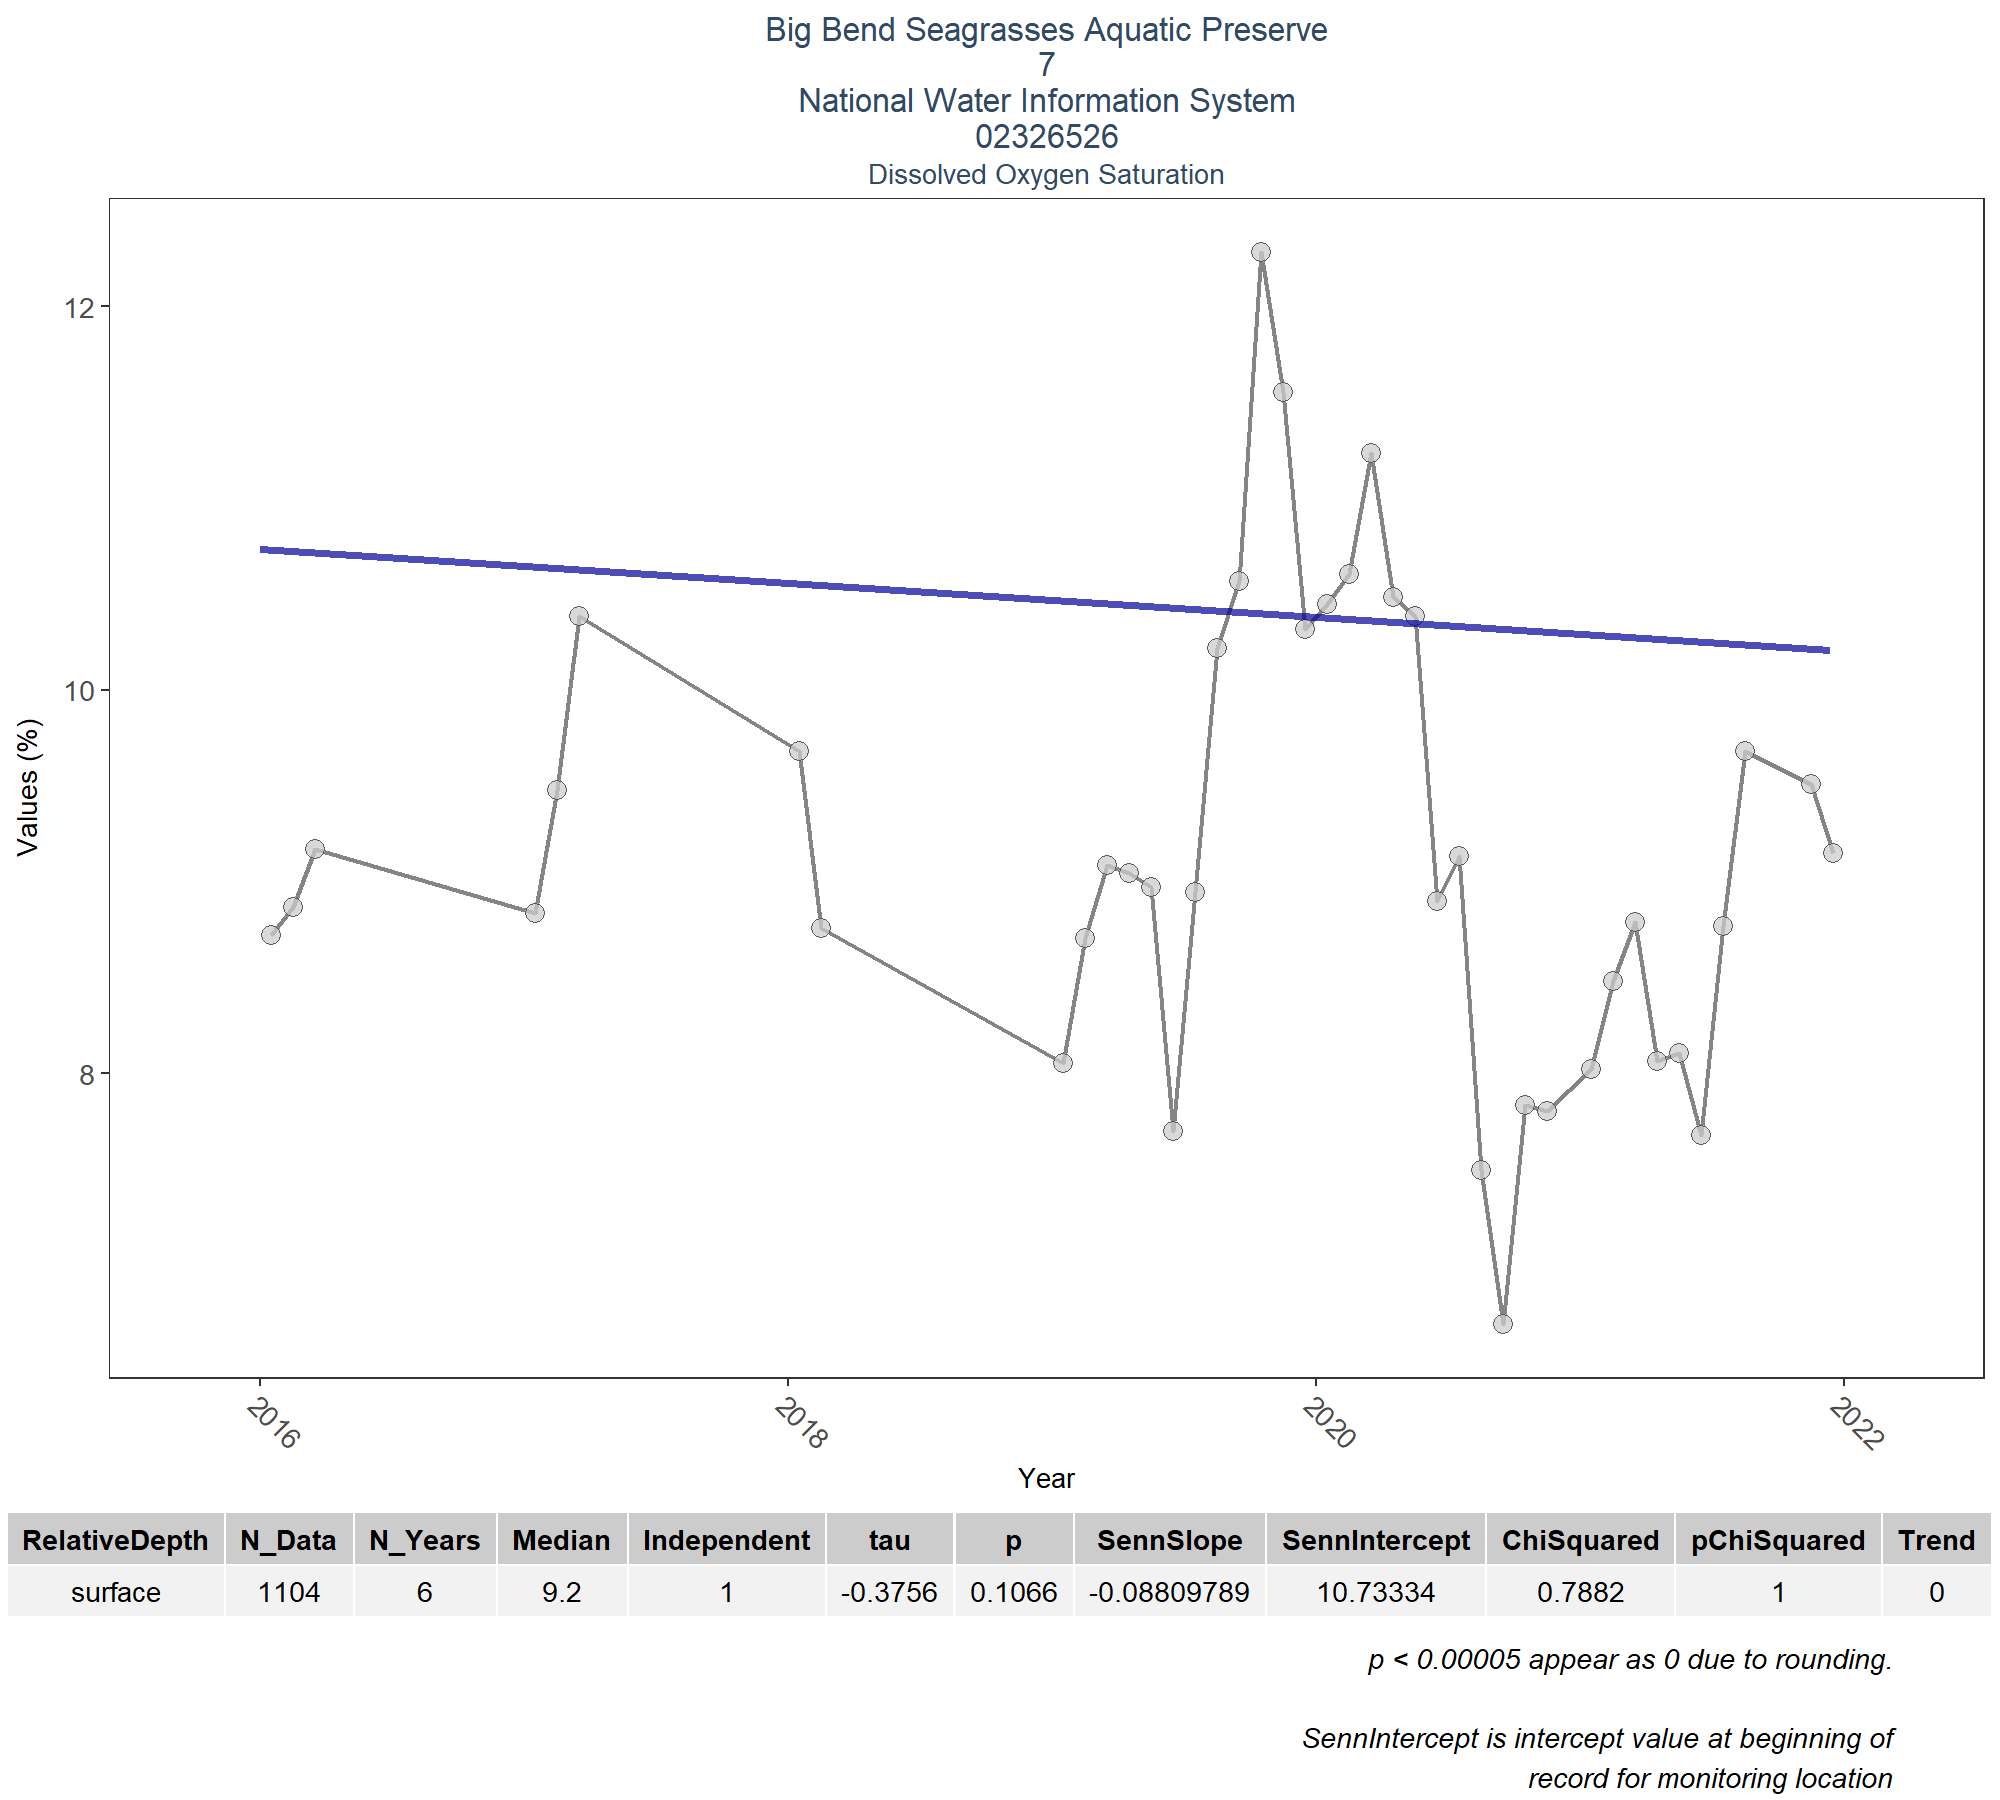 Big Bend Seagrasses Aquatic Preserve
7
National Water Information System
02326526
Dissolved Oxygen Saturation
12
10
8
Values (%)
2016
2018
2020
2022
Year
RelativeDepth N_Data N_Years Median Independent tau p SennSlope SennIntercept ChiSquared pChiSquared Trend
surface 1104 6 9.2 1 -0.3756 0.1066 -0.08809789 10.73334 0.7882 1 0
p < 0.00005 appear as 0 due to rounding.
SennIntercept is intercept value at beginning of
record for monitoring location